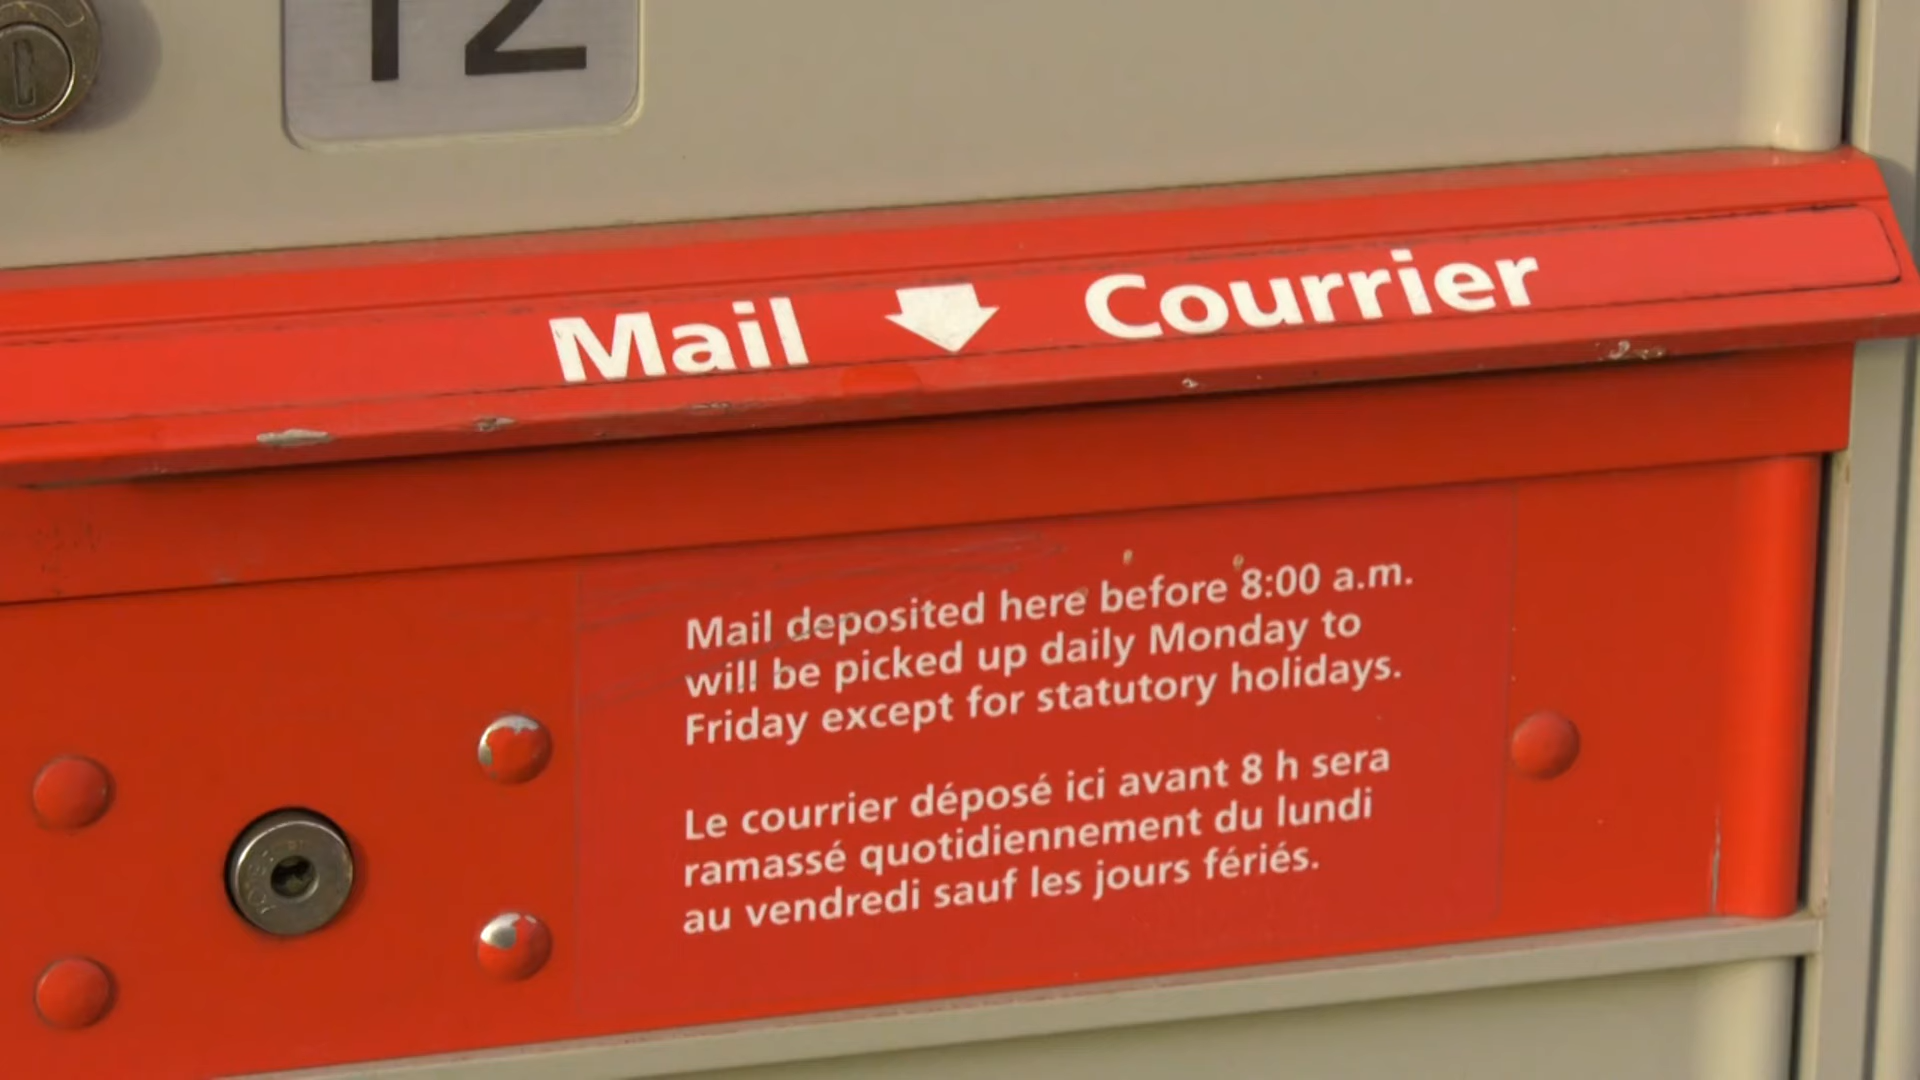 12
Mail Courrier
Mail deposited here before 8:00 a.m.
will be picked up daily Monday to
Friday except for statutory holidays.
Le courrier déposé ici avant 8 h sera
ramassé quotidiennement du lundi
au vendredi sauf les jours fériés.